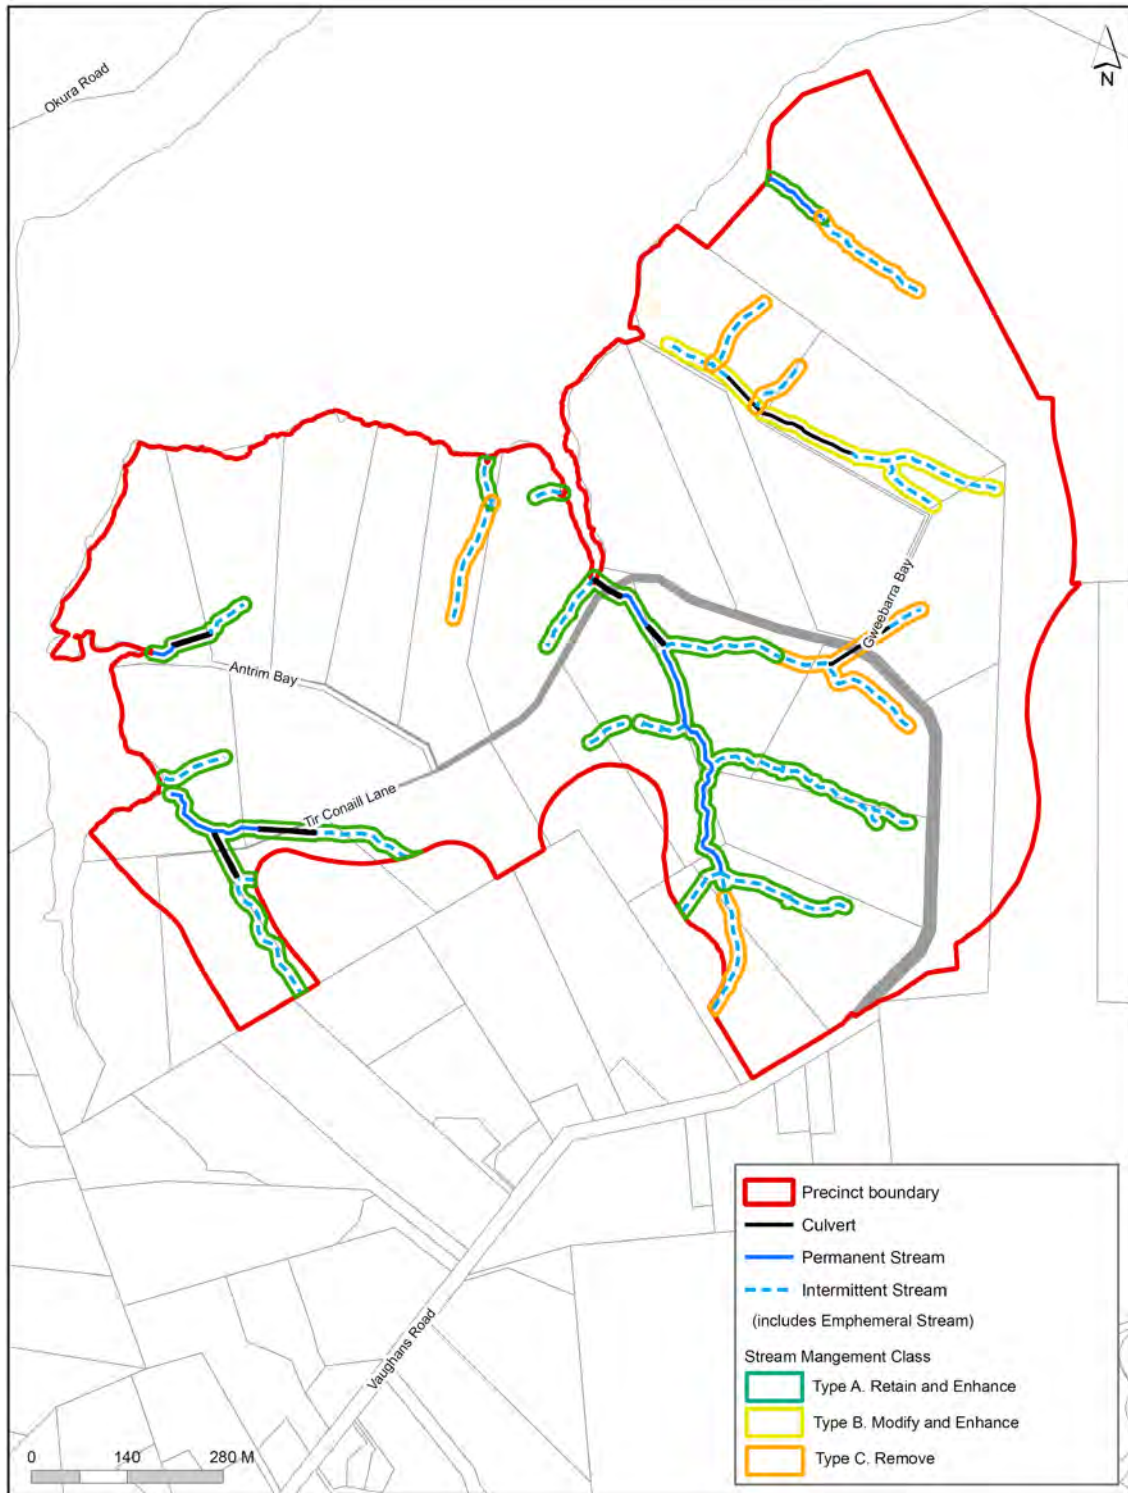 Okura Road
N
Gweebarra Bay
Antrim Bay
Tir Conaill Lane
Vaughans Road
Precinct boundary
Culvert
Permanent Stream
Intermittent Stream
(includes Emphemeral Stream)
Stream Mangement Class
Type A. Retain and Enhance
Type B. Modify and Enhance
Type C. Remove
0 140 280 M